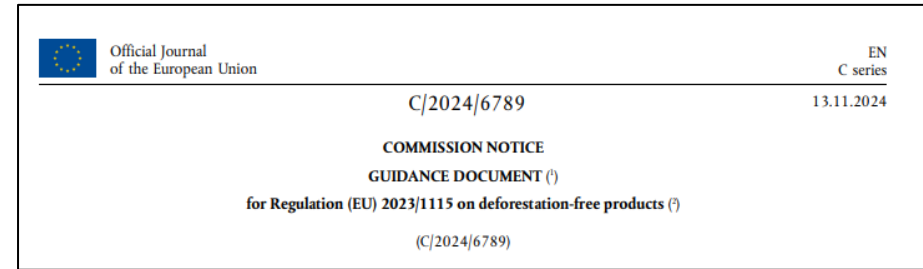 Official Journal
of the European Union
EN
C series
C/2024/6789
13.11.2024
COMMISSION NOTICE
GUIDANCE DOCUMENT (¹)
for Regulation (EU) 2023/1115 on deforestation-free products (²)
(C/2024/6789)